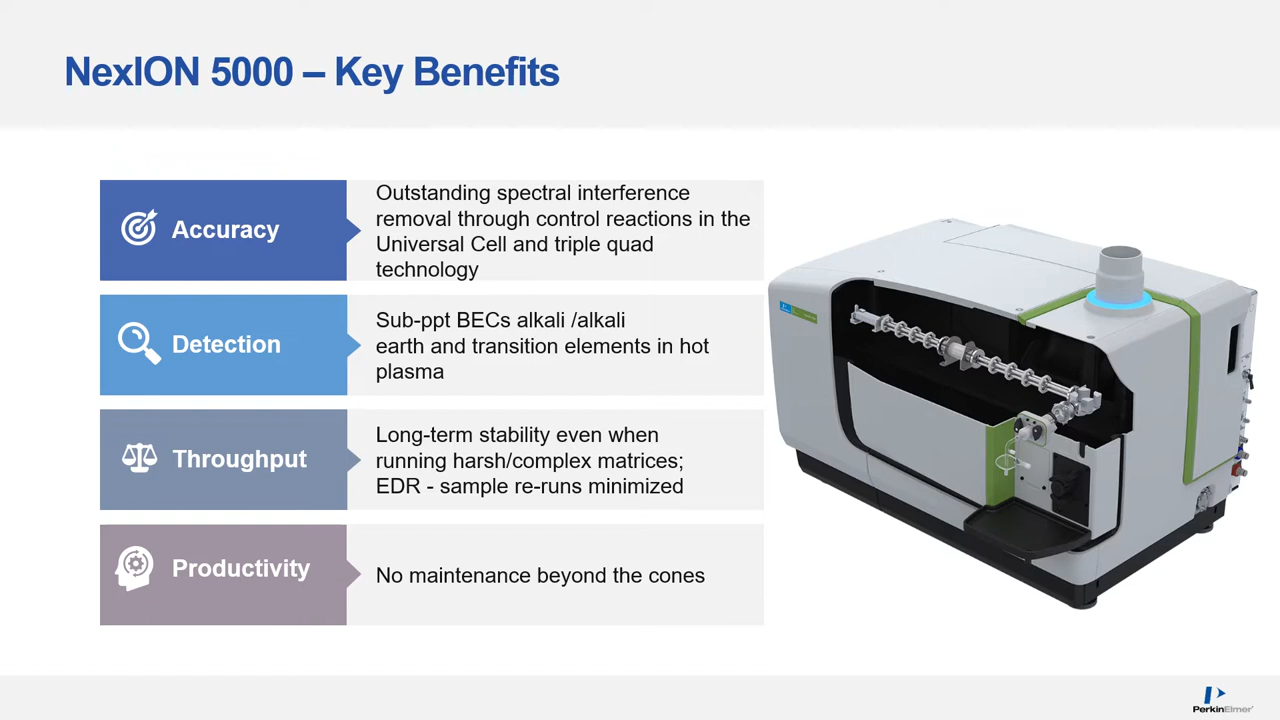 NexION 5000 – Key Benefits
Accuracy
Outstanding spectral interference
removal through control reactions in the
Universal Cell and triple quad
technology
Detection
Sub-ppt BECs alkali /alkali
earth and transition elements in hot
plasma
Throughput
Long-term stability even when
running harsh/complex matrices;
EDR - sample re-runs minimized
Productivity
No maintenance beyond the cones
PerkinElmer